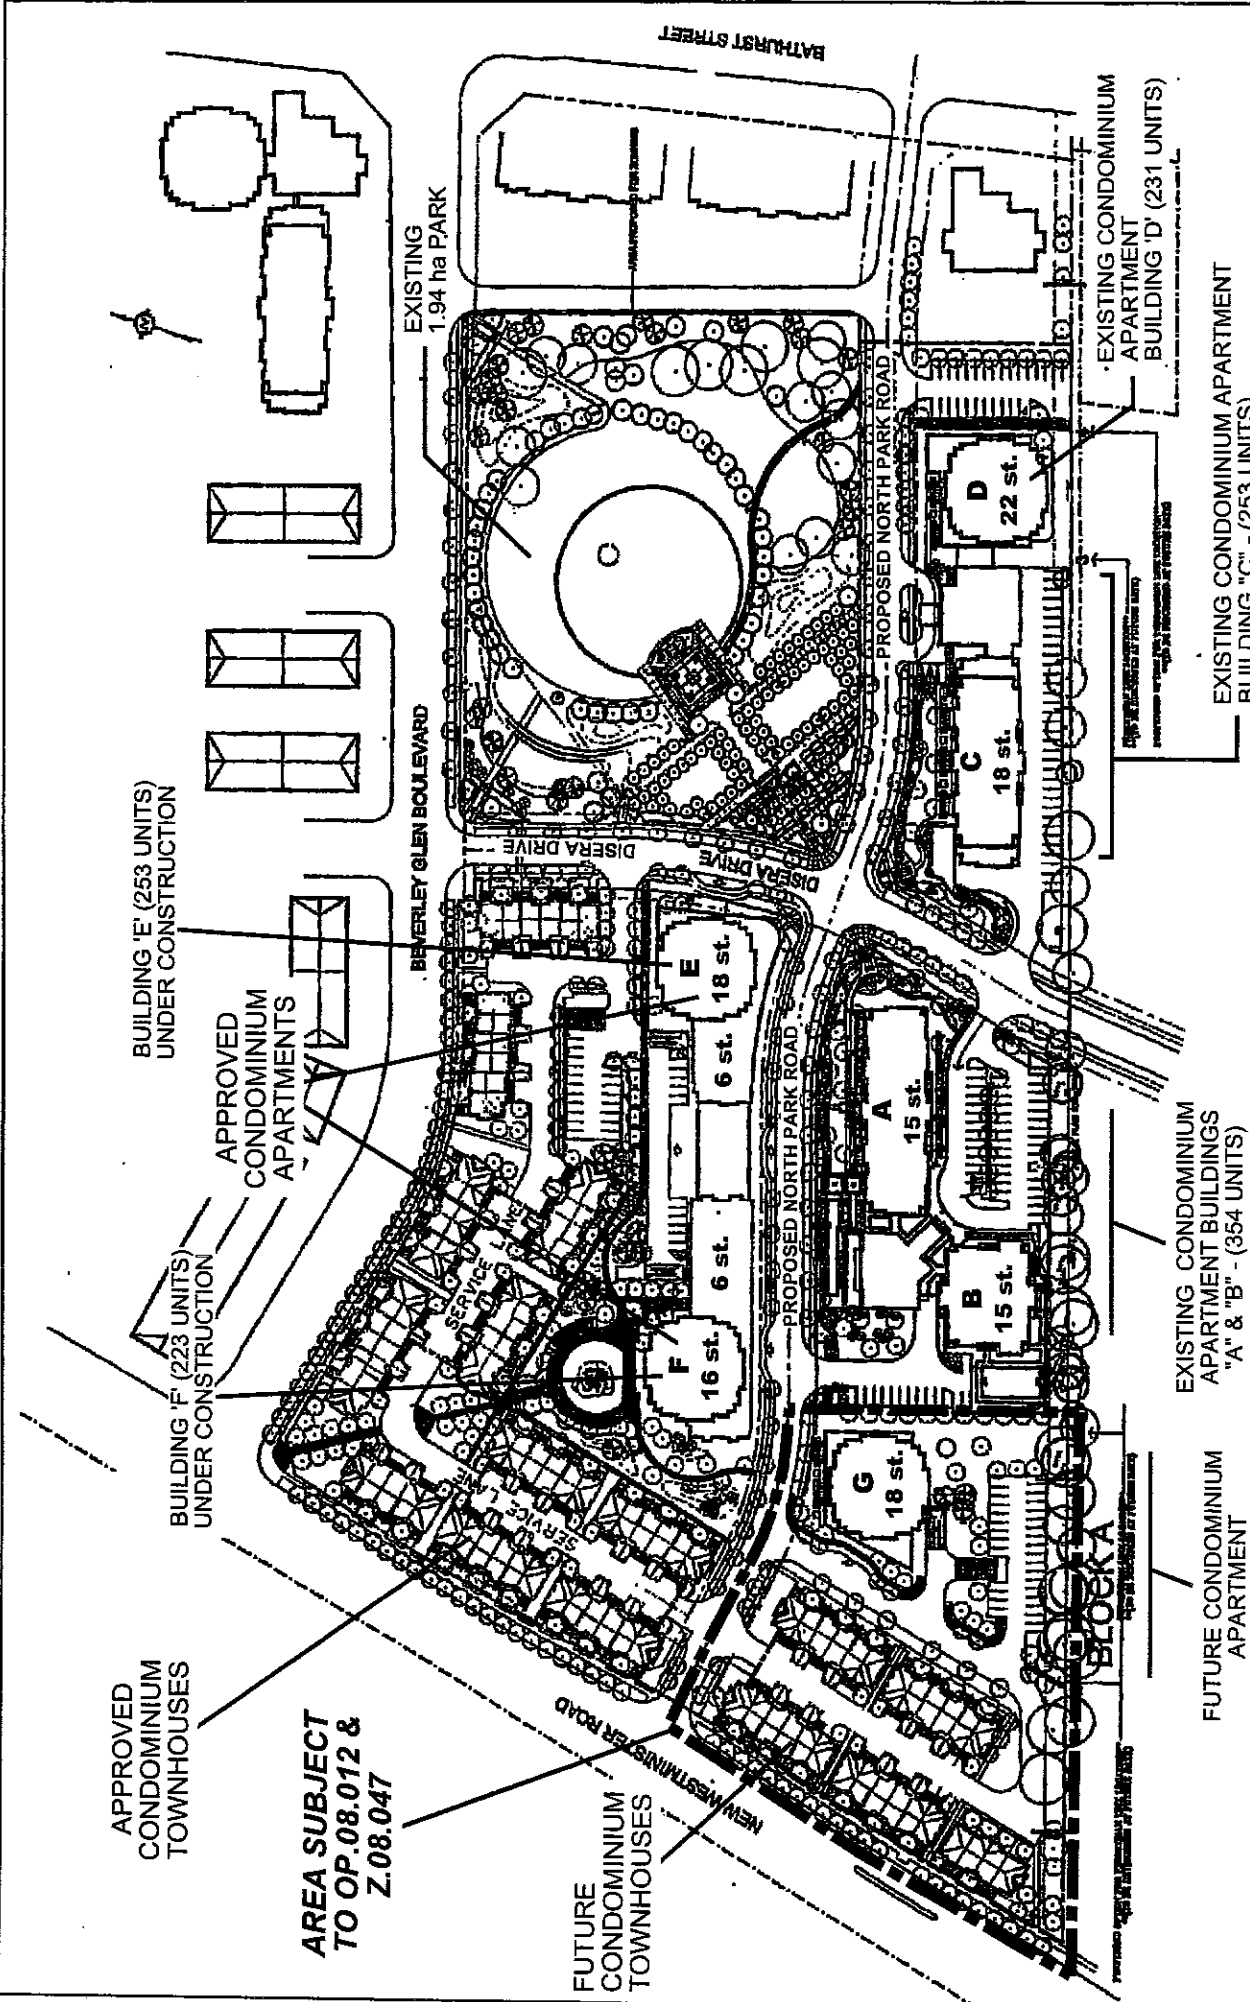 BATHURST STREET
EXISTING
1.94 ha PARK
BEVERLEY GLEN BOULEVARD
BUILDING 'E' (253 UNITS)
UNDER CONSTRUCTION
APPROVED
CONDOMINIUM
APARTMENTS
BUILDING 'F' (223 UNITS)
UNDER CONSTRUCTION
APPROVED
CONDOMINIUM
TOWNHOUSES
AREA SUBJECT
TO OP.08.012 &
Z.08.047
FUTURE
CONDOMINIUM
TOWNHOUSES
NEW WESTMINISTER ROAD
SERVICE LANE
SERVICE LANE
SERVICE LANE
DISERA DRIVE
DISERA DRIVE
PROPOSED NORTH PARK ROAD
PROPOSED NORTH PARK ROAD
E
18 st.
6 st.
6 st.
F
16 st.
A
15 st.
B
15 st.
G
18 st.
C
18 st.
D
22 st.
BLOCK A
EXISTING CONDOMINIUM
APARTMENT
BUILDING 'D' (231 UNITS)
EXISTING CONDOMINIUM APARTMENT
BUILDING "C" - (253 UNITS)
EXISTING CONDOMINIUM
APARTMENT BUILDINGS
"A" & "B" - (354 UNITS)
FUTURE CONDOMINIUM
APARTMENT